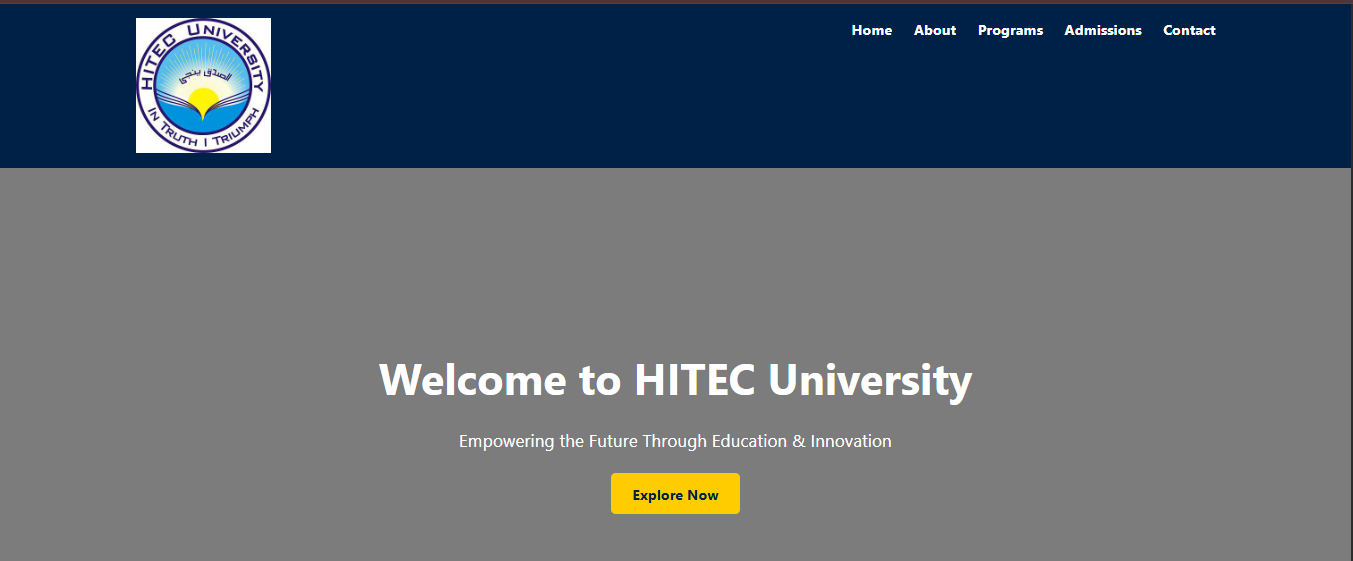 HITEC UNIVERSITY
الصدق ينجي
IN TRUTH I TRIUMPH
Home About Programs Admissions Contact
Welcome to HITEC University
Empowering the Future Through Education & Innovation
Explore Now